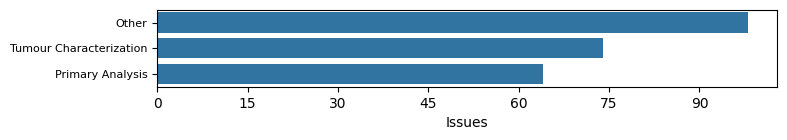 Other
Tumour Characterization
Primary Analysis
0 15 30 45 60 75 90
Issues